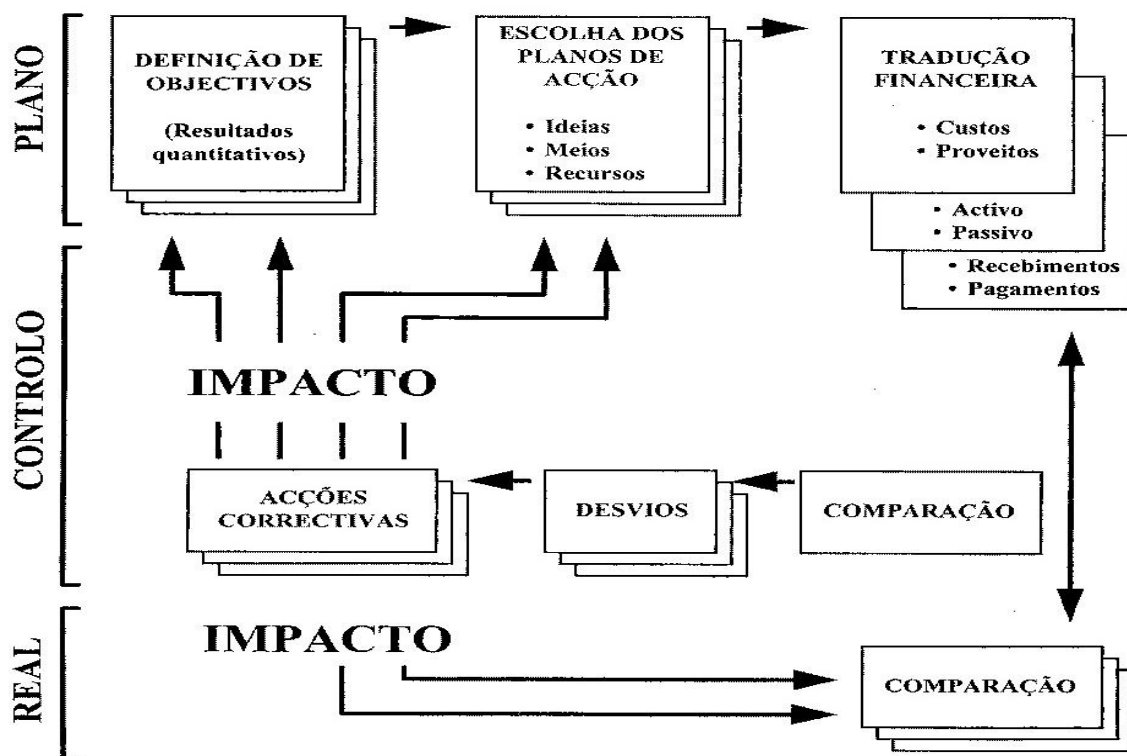 PLANO
DEFINIÇÃO DE
OBJECTIVOS
(Resultados
quantitativos)
ESCOLHA DOS
PLANOS DE
ACÇÃO
• Ideias
• Meios
• Recursos
TRADUÇÃO
FINANCEIRA
• Custos
• Proveitos
• Activo
• Passivo
• Recebimentos
• Pagamentos
CONTROLO
IMPACTO
ACÇÕES
CORRECTIVAS
DESVIOS
COMPARAÇÃO
REAL
IMPACTO
COMPARAÇÃO